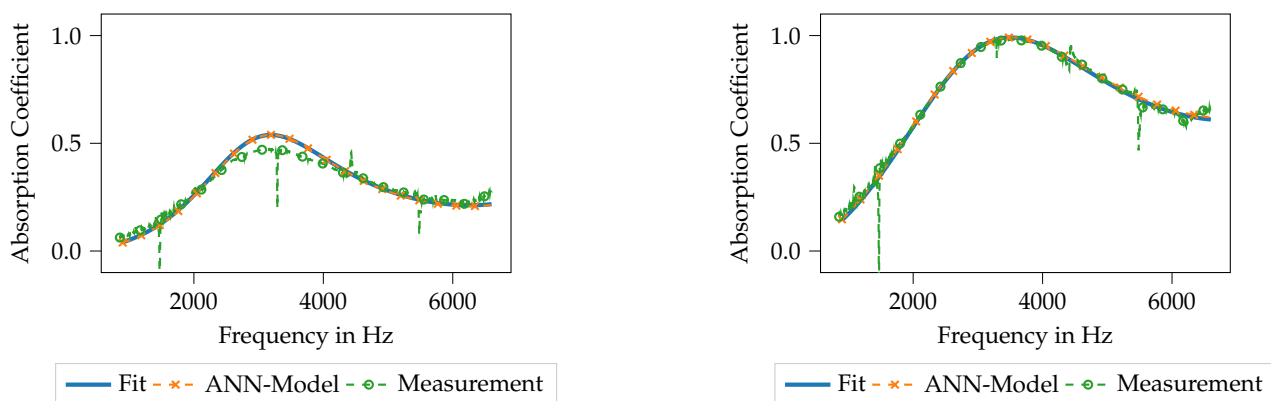 Absorption Coefficient
1.0
0.5
0.0
2000 4000 6000
Frequency in Hz
Fit ANN-Model Measurement
Absorption Coefficient
1.0
0.5
0.0
2000 4000 6000
Frequency in Hz
Fit ANN-Model Measurement